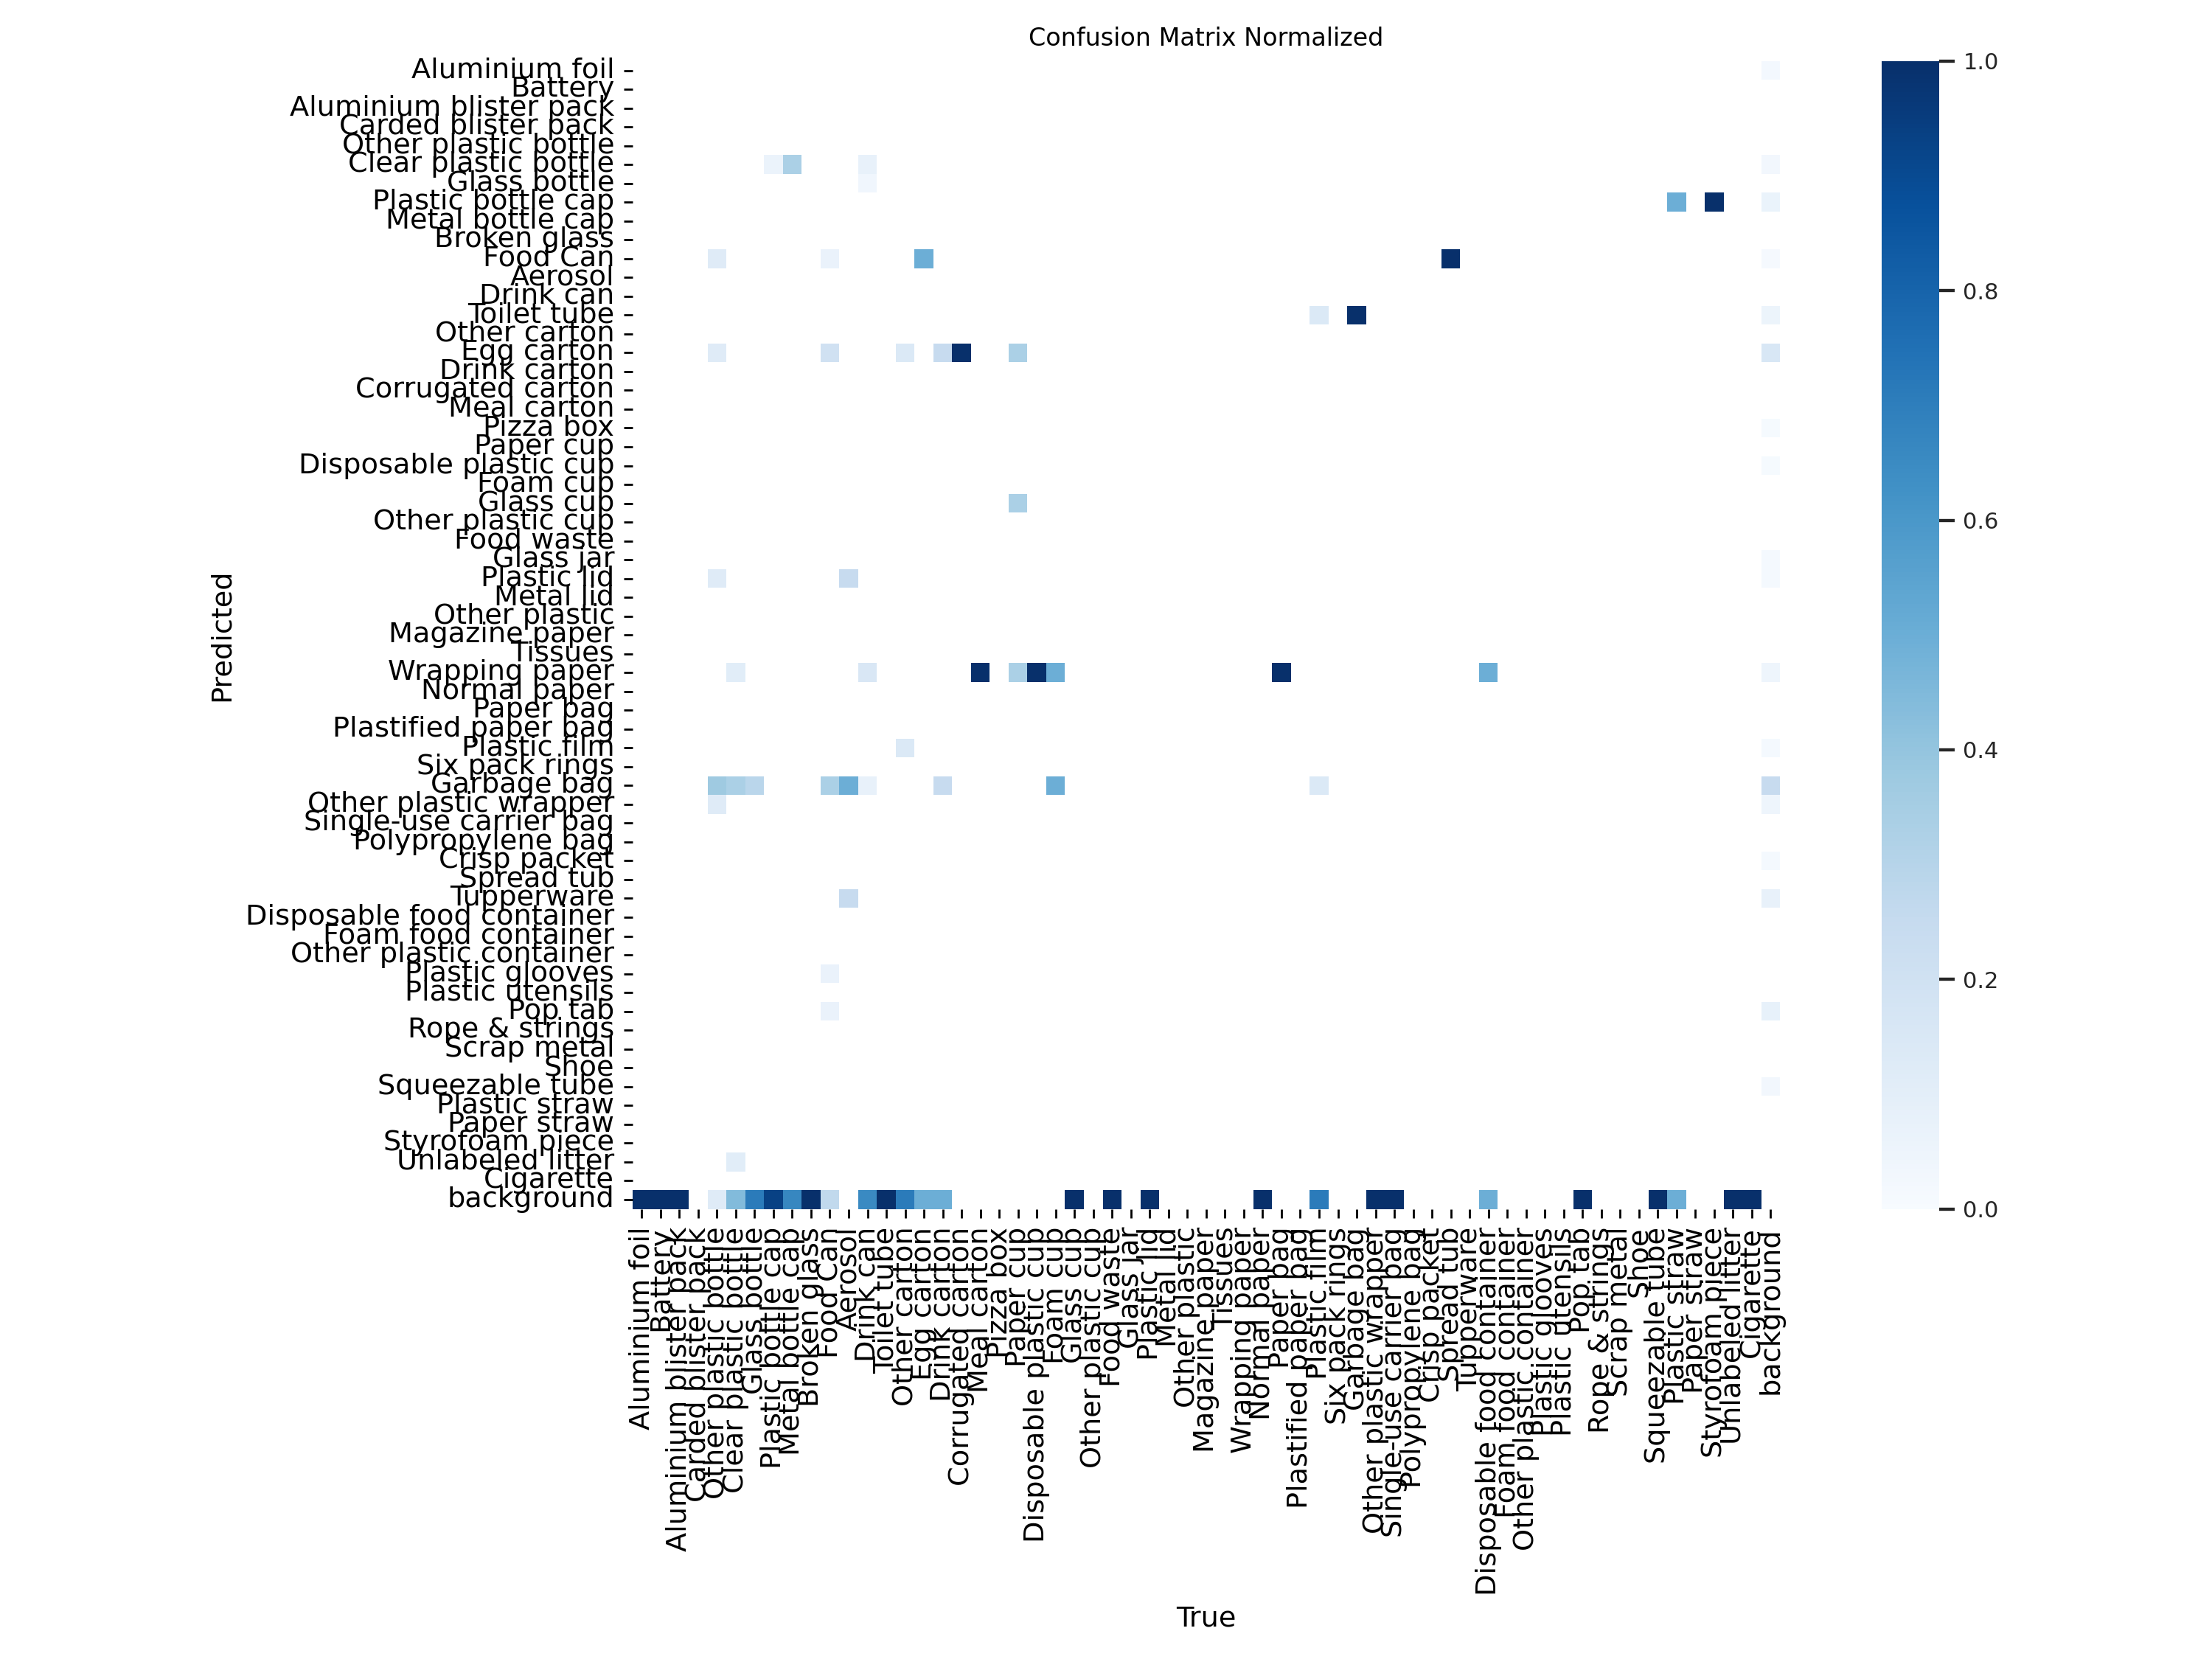 Confusion Matrix Normalized
Aluminium foil
Battery
Aluminium blister pack
Carded blister pack
Other plastic bottle
Clear plastic bottle
Glass bottle
Plastic bottle cap
Metal bottle cap
Broken glass
Food Can
Aerosol
Drink can
Toilet tube
Other carton
Egg carton
Drink carton
Corrugated carton
Meal carton
Pizza box
Paper cup
Disposable plastic cup
Foam cup
Glass cup
Other plastic cup
Food waste
Glass jar
Plastic lid
Metal lid
Other plastic
Magazine paper
Tissues
Wrapping paper
Normal paper
Paper bag
Plastified paper bag
Plastic film
Six pack rings
Garbage bag
Other plastic wrapper
Single-use carrier bag
Polypropylene bag
Crisp packet
Spread tub
Tupperware
Disposable food container
Foam food container
Other plastic container
Plastic glooves
Plastic utensils
Pop tab
Rope & strings
Scrap metal
Shoe
Squeezable tube
Plastic straw
Paper straw
Styrofoam piece
Unlabeled litter
Cigarette
background
Predicted
Aluminium foil
Battery
Aluminium blister pack
Carded blister pack
Other plastic bottle
Clear plastic bottle
Glass bottle
Plastic bottle cap
Metal bottle cap
Broken glass
Food Can
Aerosol
Drink can
Toilet tube
Other carton
Egg carton
Drink carton
Corrugated carton
Meal carton
Pizza box
Paper cup
Disposable plastic cup
Foam cup
Glass cup
Other plastic cup
Food waste
Glass jar
Plastic lid
Metal lid
Other plastic
Magazine paper
Tissues
Wrapping paper
Normal paper
Paper bag
Plastified paper bag
Plastic film
Six pack rings
Garbage bag
Other plastic wrapper
Single-use carrier bag
Polypropylene bag
Crisp packet
Spread tub
Tupperware
Disposable food container
Foam food container
Other plastic container
Plastic glooves
Plastic utensils
Pop tab
Rope & strings
Scrap metal
Shoe
Squeezable tube
Plastic straw
Paper straw
Styrofoam piece
Unlabeled litter
Cigarette
background
True
1.0
0.8
0.6
0.4
0.2
0.0